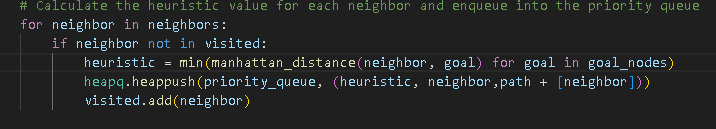 # Calculate the heuristic value for each neighbor and enqueue into the priority queue
for neighbor in neighbors:
    if neighbor not in visited:
        heuristic = min(manhattan_distance(neighbor, goal) for goal in goal_nodes)
        heapq.heappush(priority_queue, (heuristic, neighbor,path + [neighbor]))
        visited.add(neighbor)